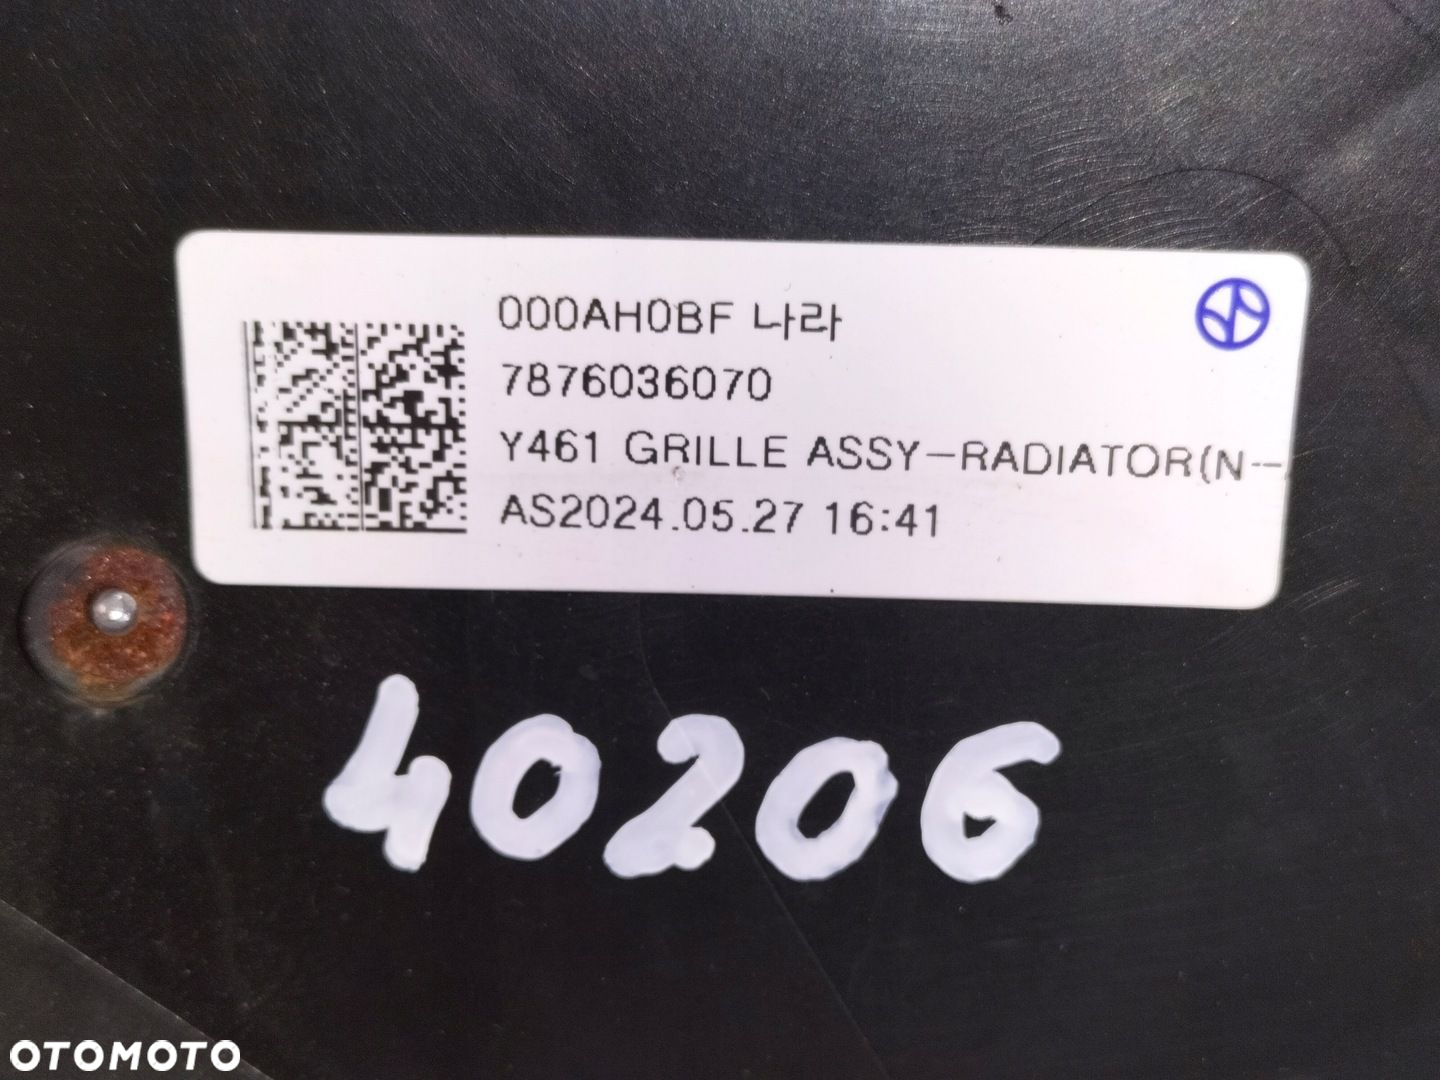 000AH0BF 나라
7876036070
Y461 GRILLE ASSY-RADIATOR(N--
AS2024.05.27 16:41
40206
OTOMOTO